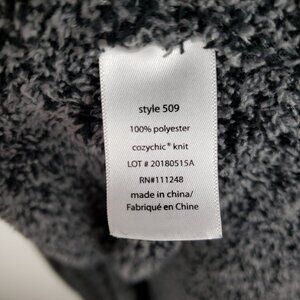 style 509
100% polyester
cozychic® knit
LOT # 20180515A
RN#111248
made in china/
Fabriqué en Chine